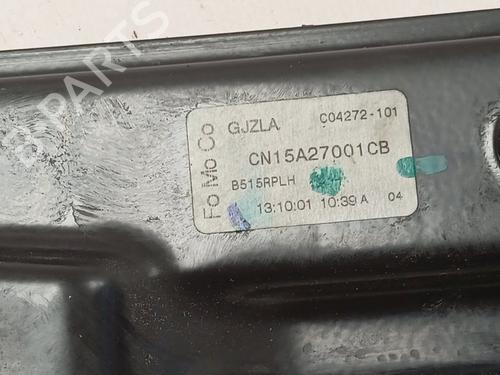 B-PARTS
Fo Mo Co
GJZLA C04272-101
CN15A27001CB
B515RPLH
13:10:01 10:39 A 04